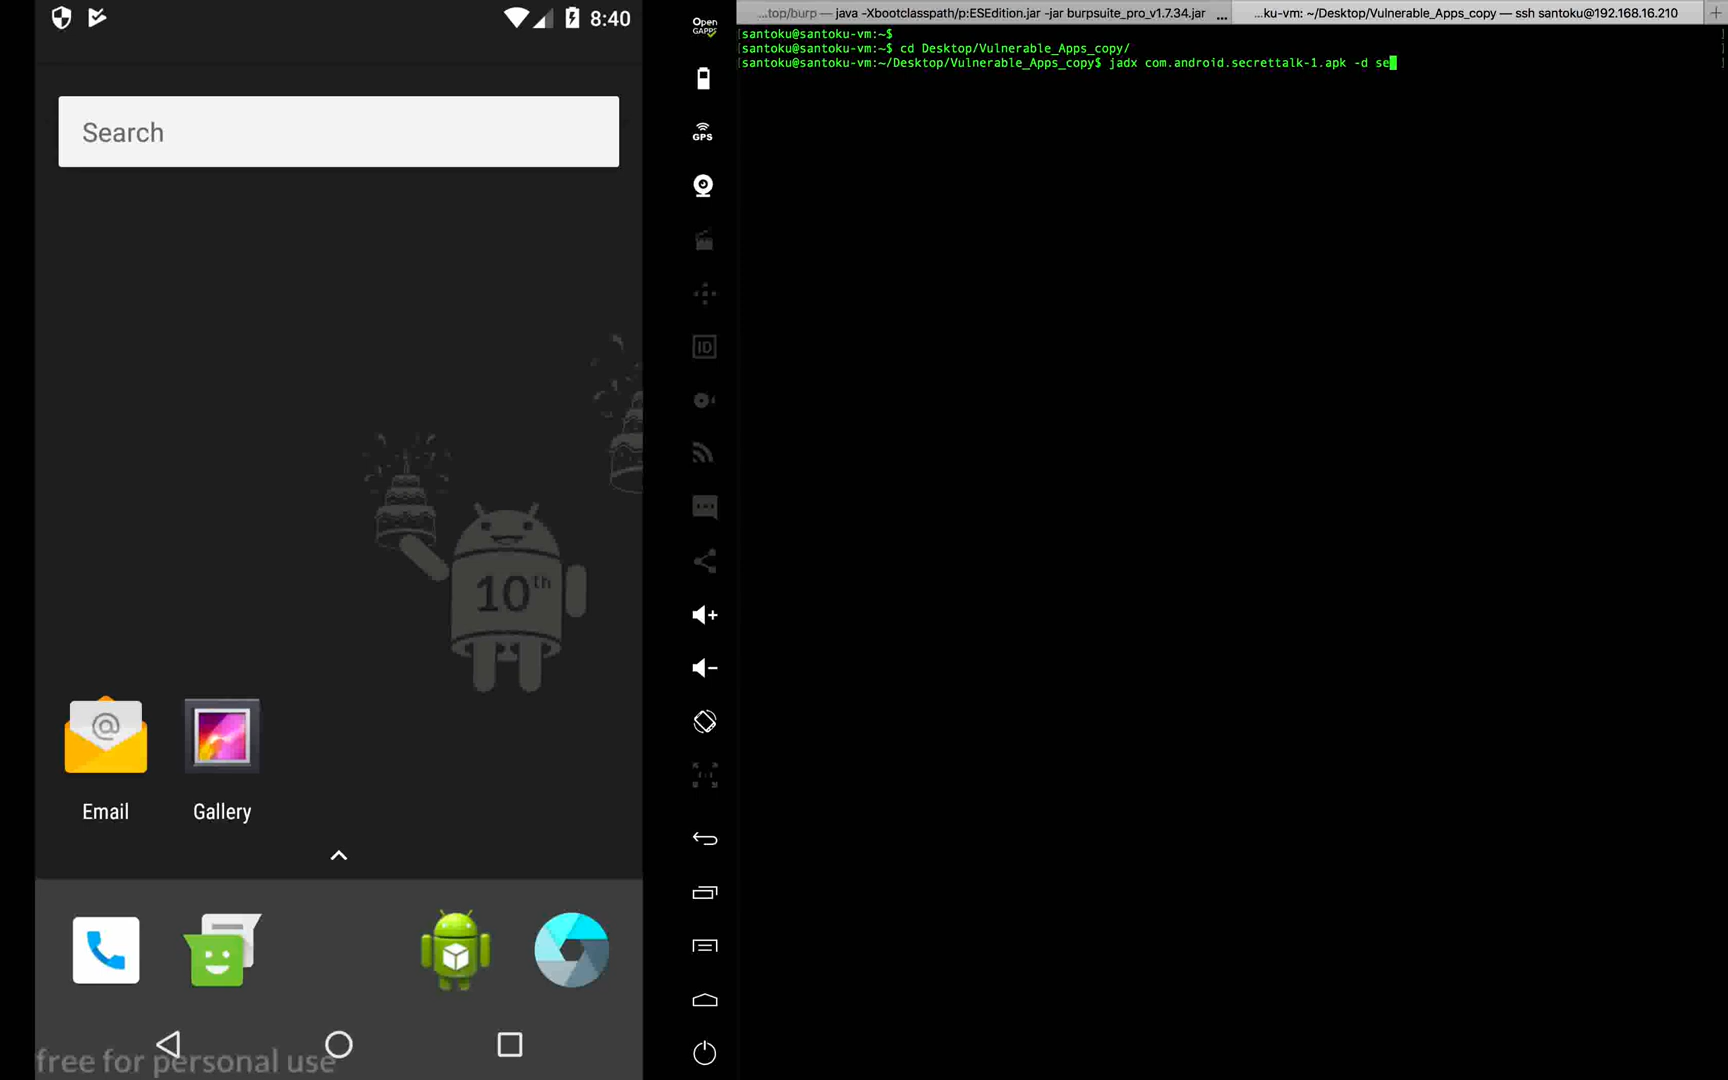 8:40
Search
10th
Email
Gallery
free for personal use
Open
GAPPS
GPS
ID
...top/burp — java -Xbootclasspath/p:ESEdition.jar -jar burpsuite_pro_v1.7.34.jar ...
...ku-vm: ~/Desktop/Vulnerable_Apps_copy — ssh santoku@192.168.16.210 +
[santoku@santoku-vm:~$ ]
[santoku@santoku-vm:~$ cd Desktop/Vulnerable_Apps_copy/ ]
[santoku@santoku-vm:~/Desktop/Vulnerable_Apps_copy$ jadx com.android.secrettalk-1.apk -d se ]